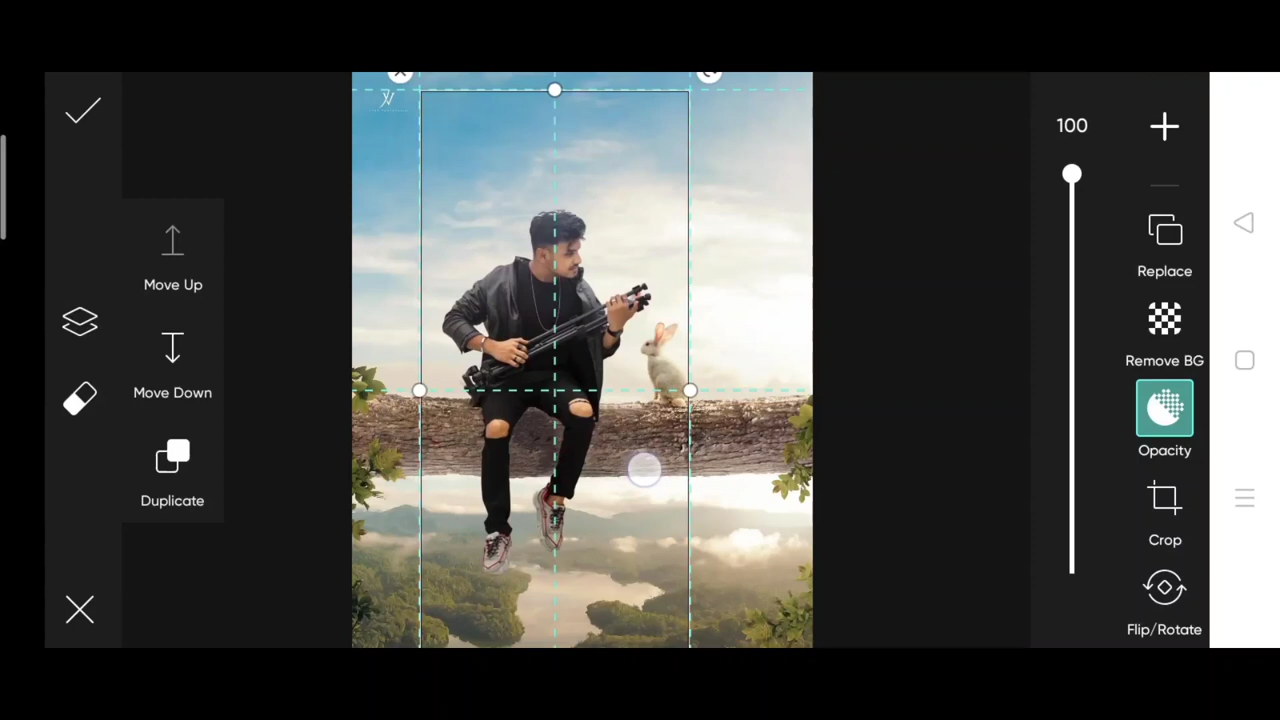 100
Move Up
Replace
Move Down
Remove BG
Opacity
Duplicate
Crop
Flip/Rotate